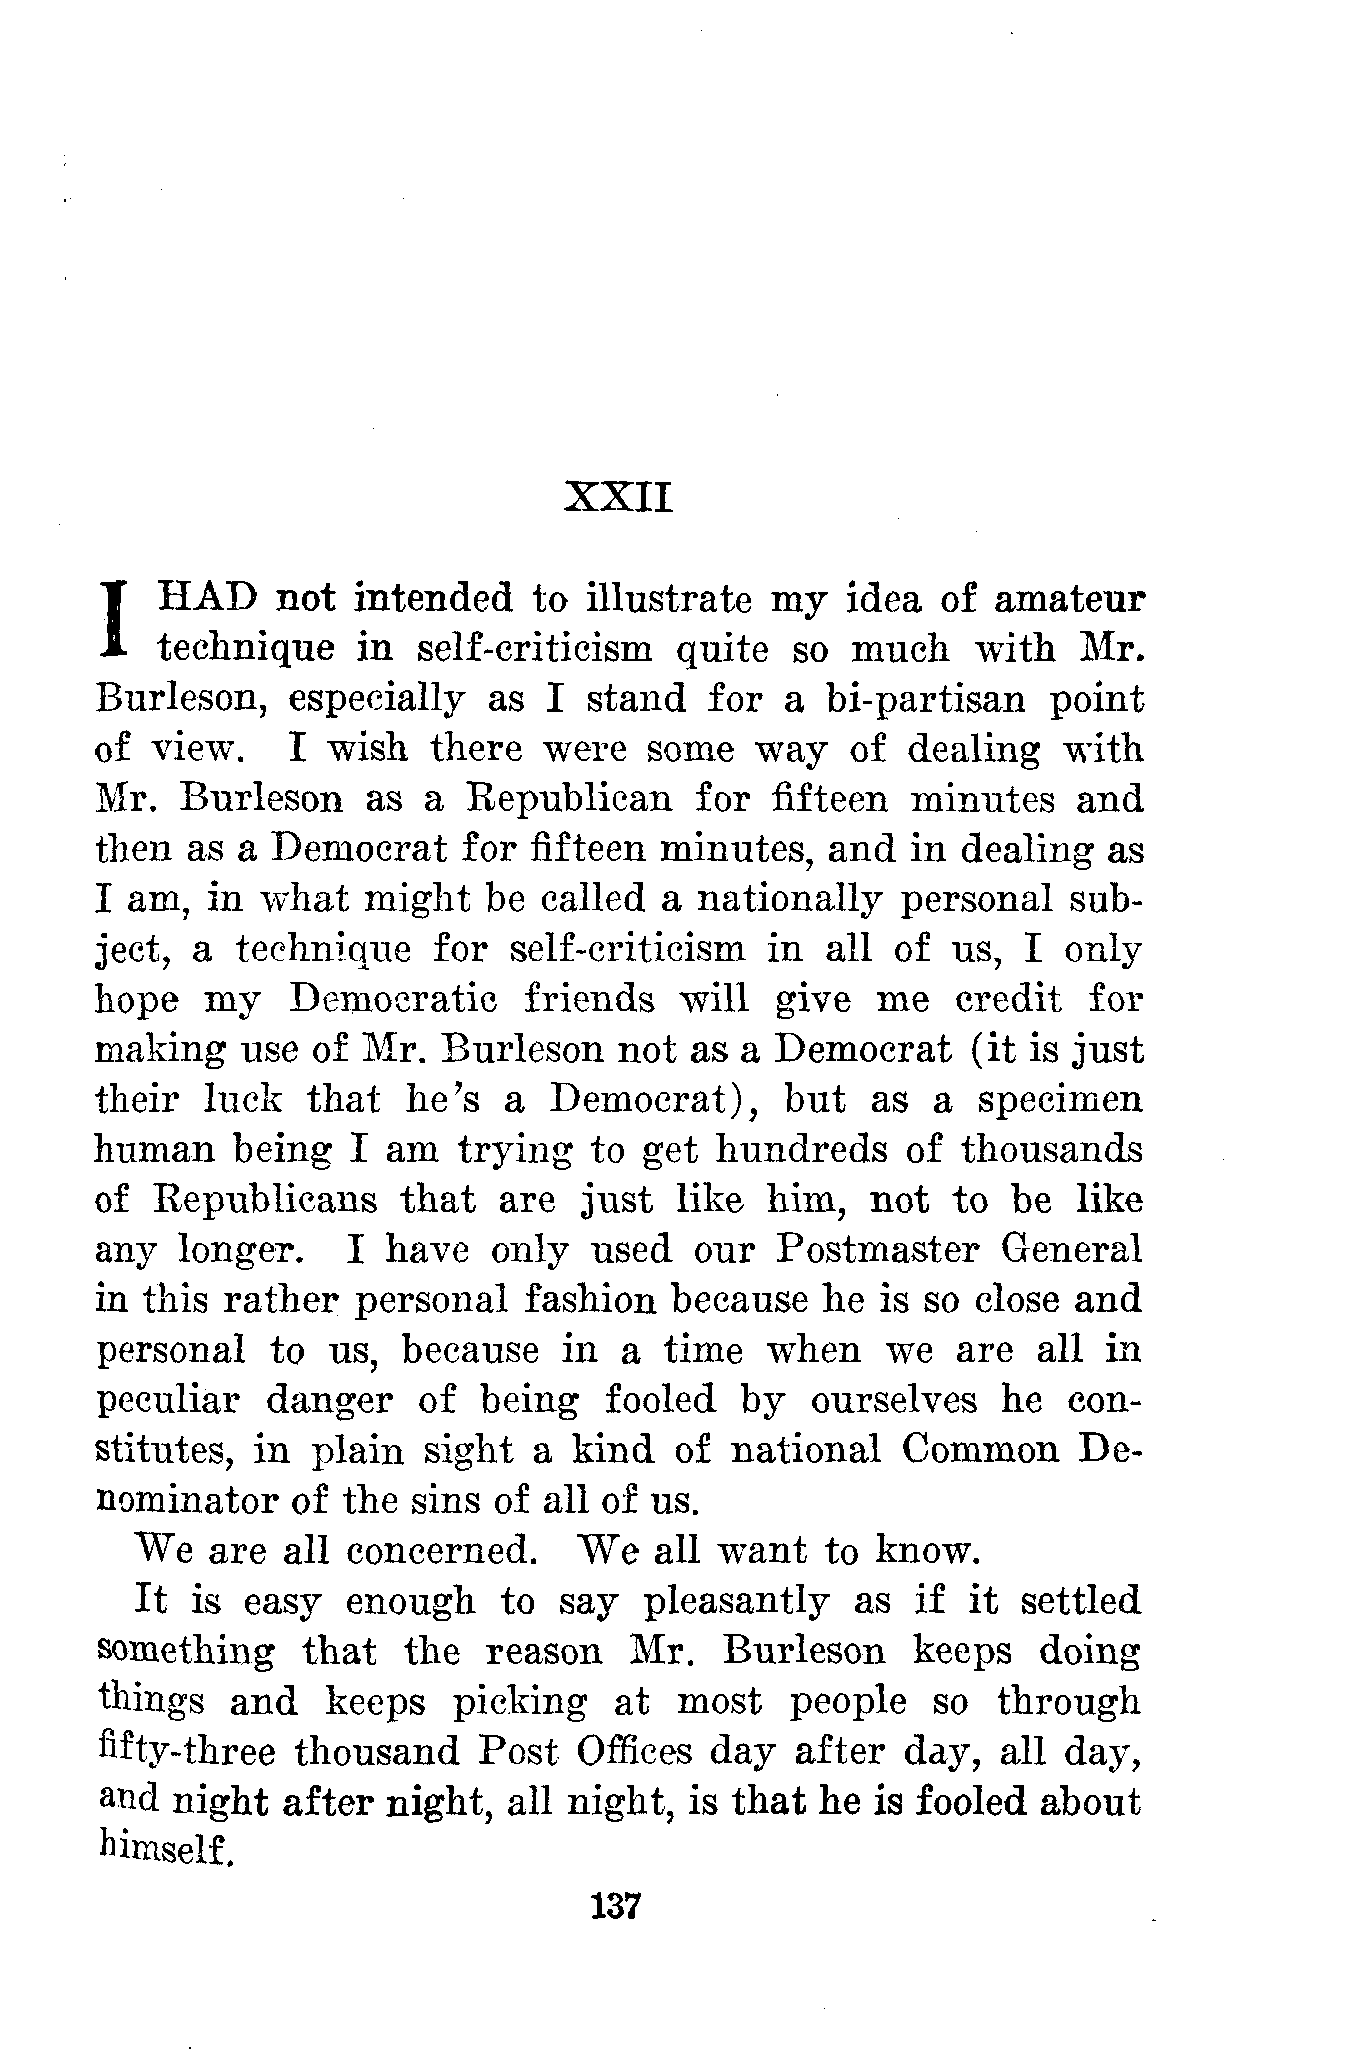 XXII
I HAD not intended to illustrate my idea of amateur
technique in self-criticism quite so much with Mr.
Burleson, especially as I stand for a bi-partisan point
of view. I wish there were some way of dealing with
Mr. Burleson as a Republican for fifteen minutes and
then as a Democrat for fifteen minutes, and in dealing as
I am, in what might be called a nationally personal sub-
ject, a technique for self-criticism in all of us, I only
hope my Democratic friends will give me credit for
making use of Mr. Burleson not as a Democrat (it is just
their luck that he's a Democrat), but as a specimen
human being I am trying to get hundreds of thousands
of Republicans that are just like him, not to be like
any longer. I have only used our Postmaster General
in this rather personal fashion because he is so close and
personal to us, because in a time when we are all in
peculiar danger of being fooled by ourselves he con-
stitutes, in plain sight a kind of national Common De-
nominator of the sins of all of us.
We are all concerned. We all want to know.
It is easy enough to say pleasantly as if it settled
something that the reason Mr. Burleson keeps doing
things and keeps picking at most people so through
fifty-three thousand Post Offices day after day, all day,
and night after night, all night, is that he is fooled about
himself.
137